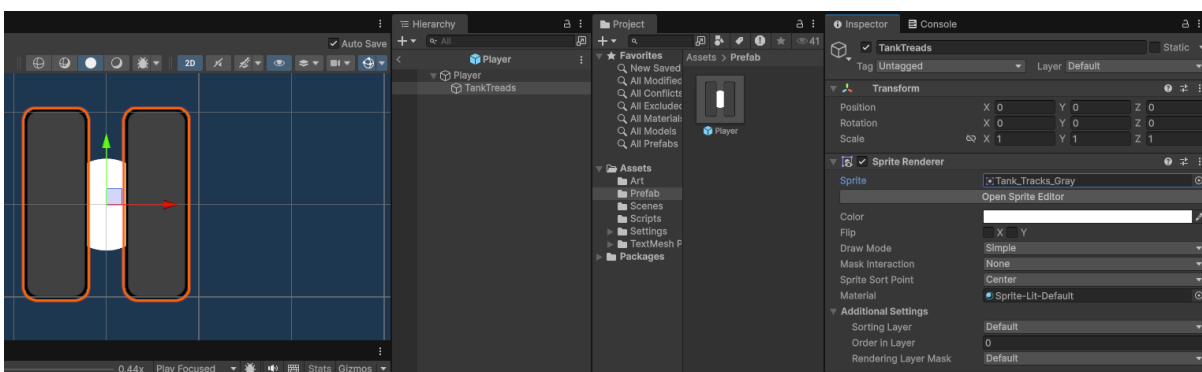 Auto Save
2D
0.44x Play Focused Stats Gizmos
Hierarchy
All
Player
Player
TankTreads
Project
41
Favorites
New Saved
All Modified
All Conflicts
All Excluded
All Materials
All Models
All Prefabs
Assets
Art
Prefab
Scenes
Scripts
Settings
TextMesh P
Packages
Assets > Prefab
Player
Inspector Console
TankTreads Static
Tag Untagged Layer Default
Transform
Position X 0 Y 0 Z 0
Rotation X 0 Y 0 Z 0
Scale X 1 Y 1 Z 1
Sprite Renderer
Sprite Tank_Tracks_Gray
Open Sprite Editor
Color
Flip X Y
Draw Mode Simple
Mask Interaction None
Sprite Sort Point Center
Material Sprite-Lit-Default
Additional Settings
Sorting Layer Default
Order in Layer 0
Rendering Layer Mask Default